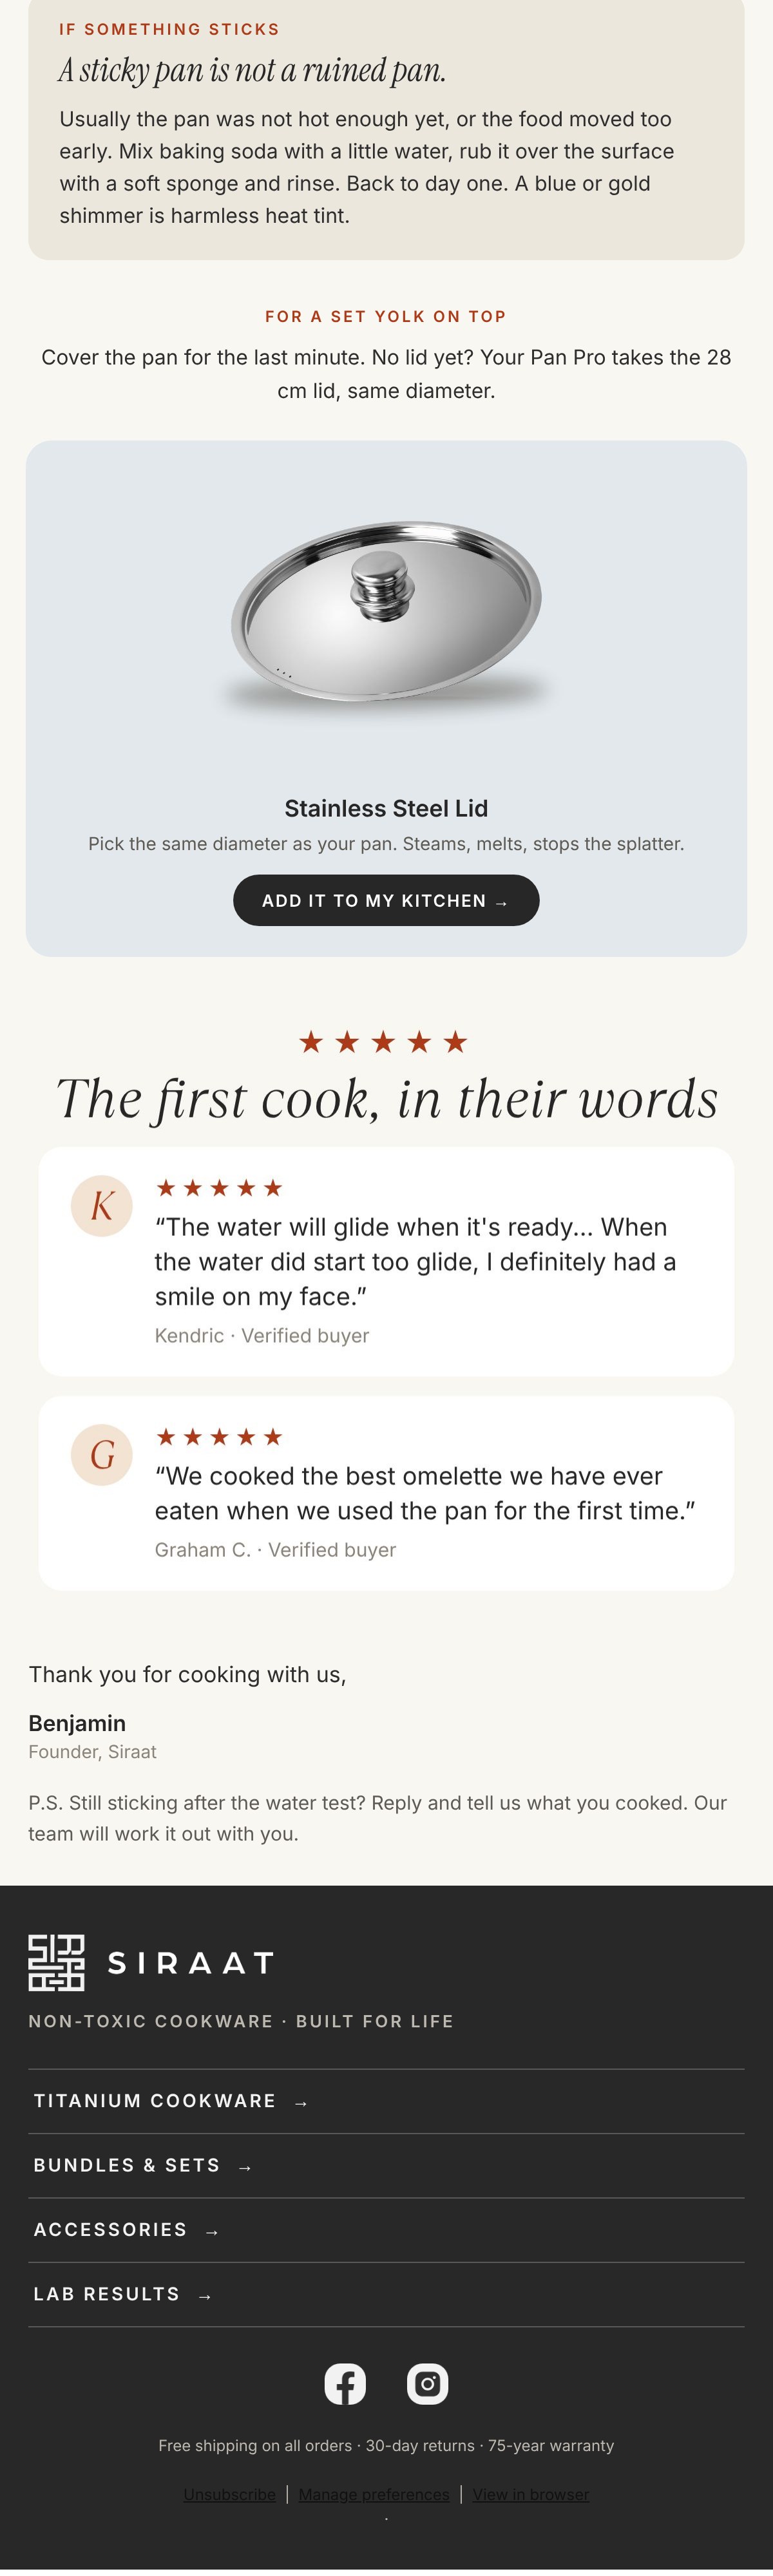 IF SOMETHING STICKS
A sticky pan is not a ruined pan.
Usually the pan was not hot enough yet, or the food moved too
early. Mix baking soda with a little water, rub it over the surface
with a soft sponge and rinse. Back to day one. A blue or gold
shimmer is harmless heat tint.
FOR A SET YOLK ON TOP
Cover the pan for the last minute. No lid yet? Your Pan Pro takes the 28
cm lid, same diameter.
Stainless Steel Lid
Pick the same diameter as your pan. Steams, melts, stops the splatter.
ADD IT TO MY KITCHEN →
★ ★ ★ ★ ★
The first cook, in their words
K
★ ★ ★ ★ ★
“The water will glide when it's ready... When
the water did start too glide, I definitely had a
smile on my face.”
Kendric · Verified buyer
G
★ ★ ★ ★ ★
“We cooked the best omelette we have ever
eaten when we used the pan for the first time.”
Graham C. · Verified buyer
Thank you for cooking with us,
Benjamin
Founder, Siraat
P.S. Still sticking after the water test? Reply and tell us what you cooked. Our
team will work it out with you.
SIRAAT
NON-TOXIC COOKWARE · BUILT FOR LIFE
TITANIUM COOKWARE →
BUNDLES & SETS →
ACCESSORIES →
LAB RESULTS →
Free shipping on all orders · 30-day returns · 75-year warranty
Unsubscribe | Manage preferences | View in browser
.